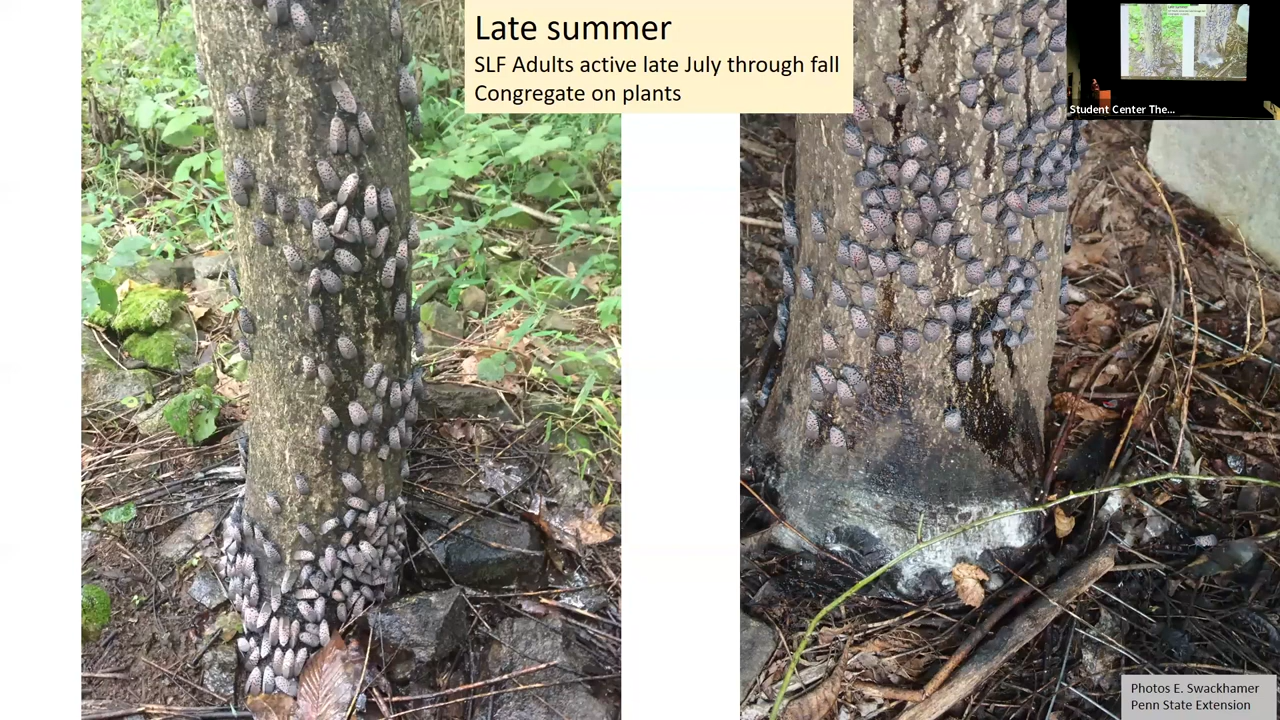 Late summer
SLF Adults active late July through fall
Congregate on plants
Student Center The...
Photos E. Swackhamer
Penn State Extension